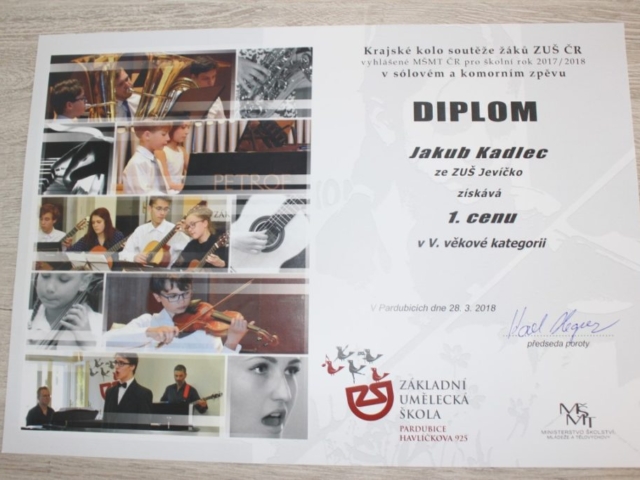 Krajské kolo soutěže žáků ZUŠ ČR
vyhlášené MŠMT ČR pro školní rok 2017/2018
v sólovém a komorním zpěvu
DIPLOM
Jakub Kadlec
ze ZUŠ Jevíčko
získává
1. cenu
v V. věkové kategorii
V Pardubicích dne 28. 3. 2018
předseda poroty
PETROF
ZUŠ
ZÁKLADNÍ
UMĚLECKÁ
ŠKOLA
PARDUBICE
HAVLÍČKOVA 925
MŠMT
MINISTERSTVO ŠKOLSTVÍ,
MLÁDEŽE A TĚLOVÝCHOVY